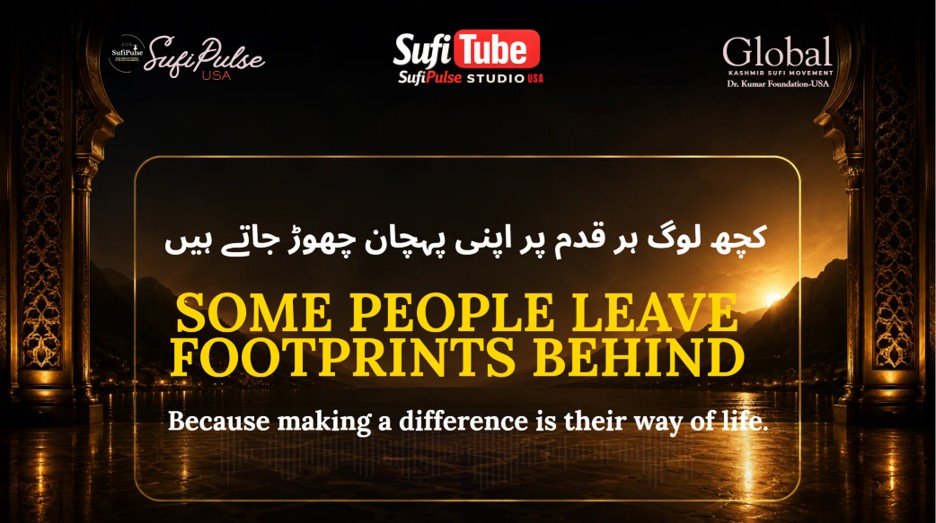 SufiPulse
SufiPulse
USA
Sufi Tube
SufiPulse STUDIO USA
Global
KASHMIR SUFI MOVEMENT
Dr. Kumar Foundation-USA
کچھ لوگ ہر قدم پر اپنی پہچان چھوڑ جاتے ہیں
SOME PEOPLE LEAVE
FOOTPRINTS BEHIND
Because making a difference is their way of life.